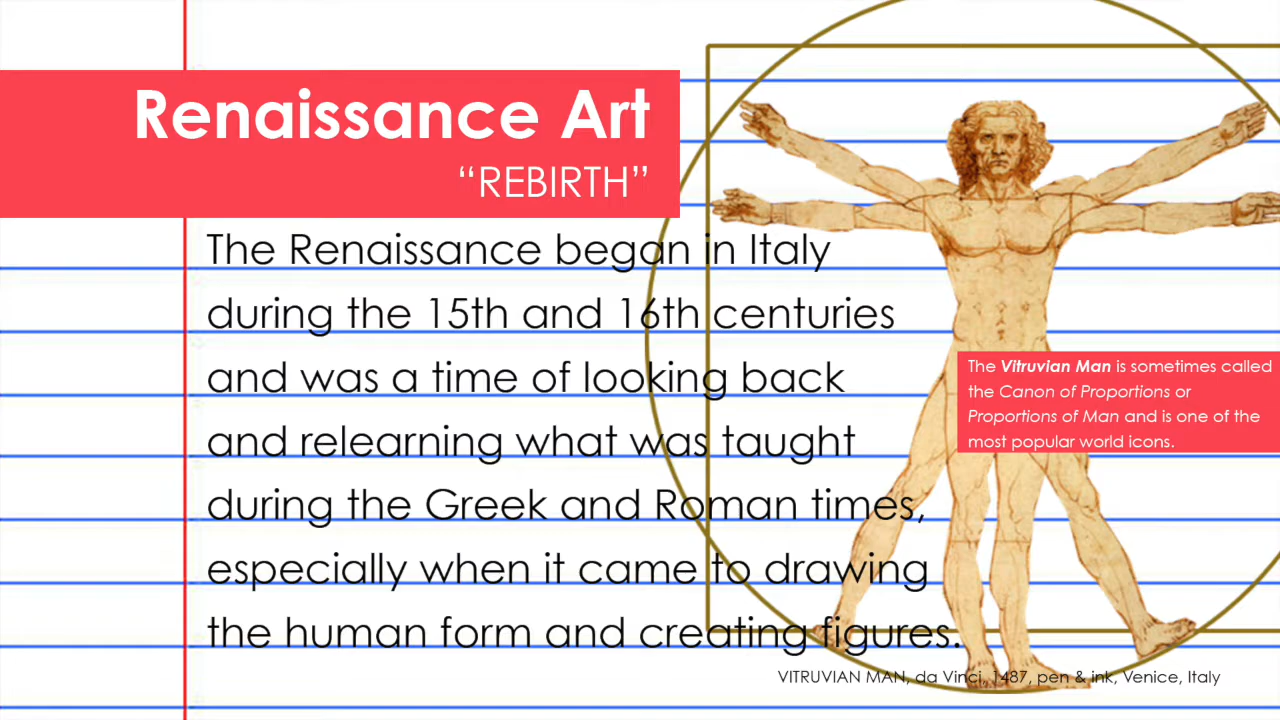 Renaissance Art
“REBIRTH”
The Renaissance began in Italy
during the 15th and 16th centuries
and was a time of looking back
and relearning what was taught
during the Greek and Roman times,
especially when it came to drawing
the human form and creating figures.
The Vitruvian Man is sometimes called
the Canon of Proportions or
Proportions of Man and is one of the
most popular world icons.
VITRUVIAN MAN, da Vinci, 1487, pen & ink, Venice, Italy